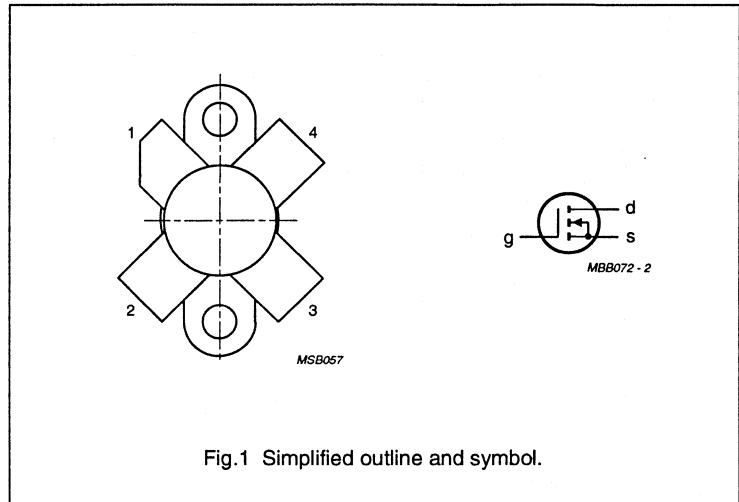 1
4
2
3
MSB057
g
d
s
MBB072 - 2
Fig.1 Simplified outline and symbol.